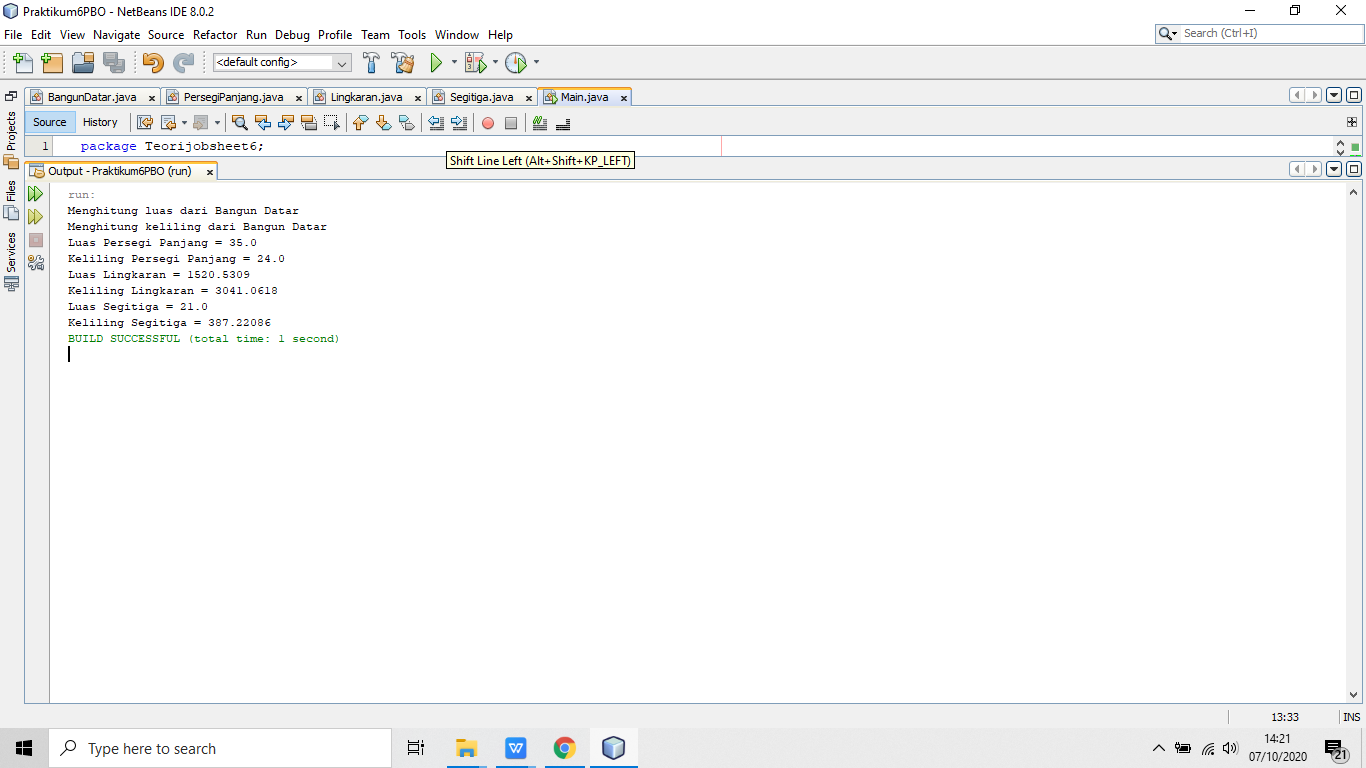 Praktikum6PBO - NetBeans IDE 8.0.2
File Edit View Navigate Source Refactor Run Debug Profile Team Tools Window Help
Search (Ctrl+I)
<default config>
BangunDatar.java PersegiPanjang.java Lingkaran.java Segitiga.java Main.java
Source History
1 package Teorijobsheet6;
Shift Line Left (Alt+Shift+KP_LEFT)
Projects
Files
Services
Output - Praktikum6PBO (run)
run:
Menghitung luas dari Bangun Datar
Menghitung keliling dari Bangun Datar
Luas Persegi Panjang = 35.0
Keliling Persegi Panjang = 24.0
Luas Lingkaran = 1520.5309
Keliling Lingkaran = 3041.0618
Luas Segitiga = 21.0
Keliling Segitiga = 387.22086
BUILD SUCCESSFUL (total time: 1 second)
13:33 INS
Type here to search
W
14:21
07/10/2020
21